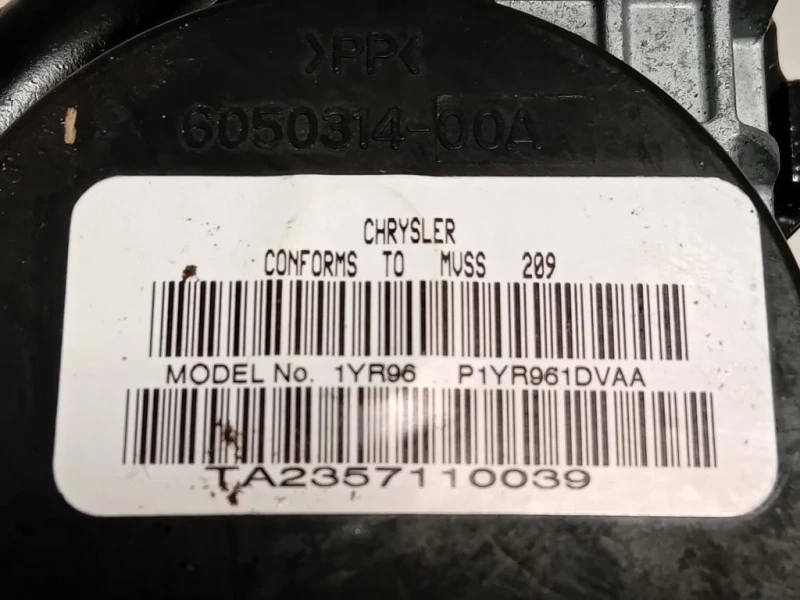 >PP<
6050314-00A
CHRYSLER
CONFORMS TO MVSS 209
MODEL No. 1YR96 P1YR961DVAA
TA2357110039